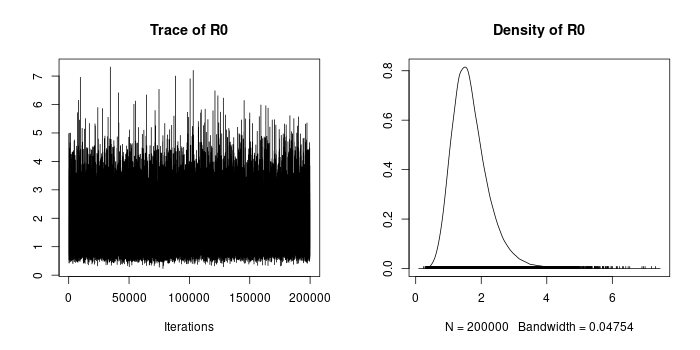 Trace of R0
7
6
5
4
3
2
1
0
0 50000 100000 150000 200000
Iterations
Density of R0
0.8
0.6
0.4
0.2
0.0
0 2 4 6
N = 200000 Bandwidth = 0.04754